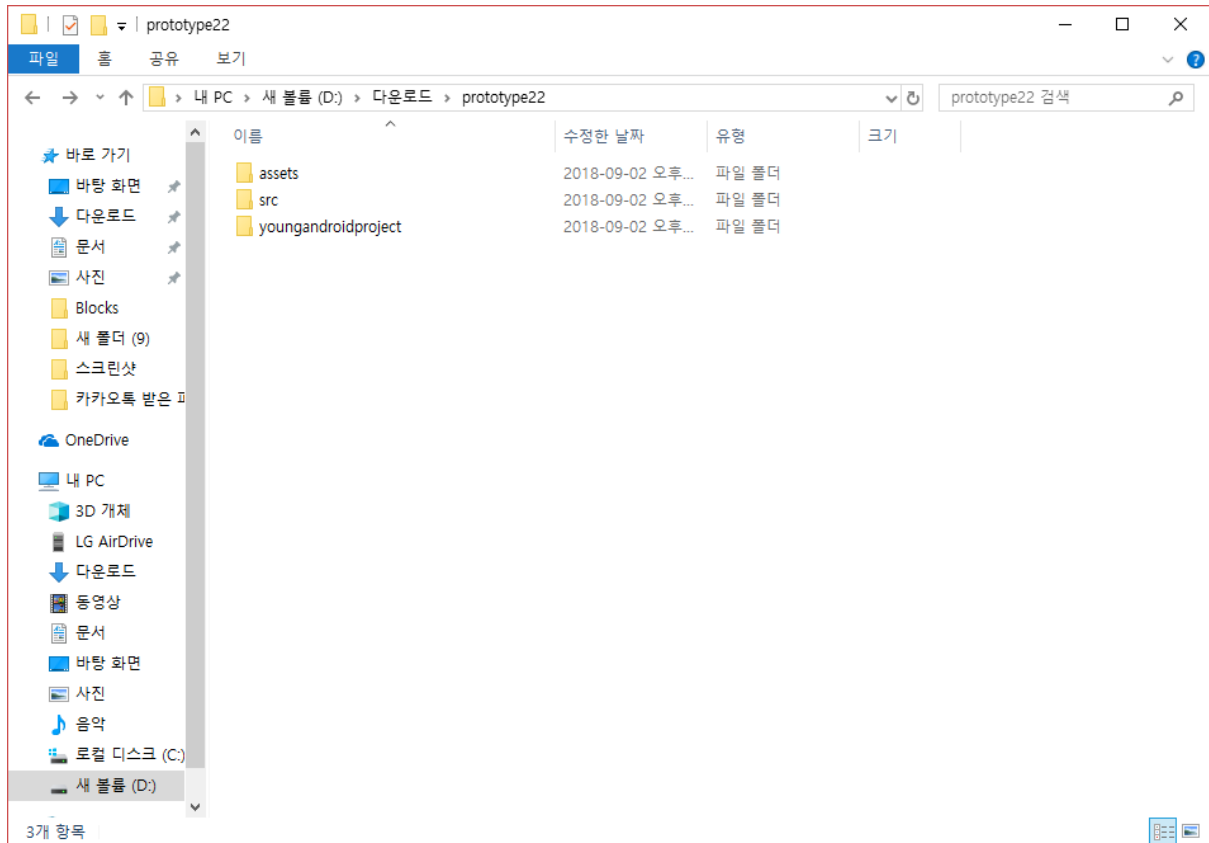 prototype22
파일 홈 공유 보기
내 PC › 새 볼륨 (D:) › 다운로드 › prototype22
prototype22 검색
이름 수정한 날짜 유형 크기
assets 2018-09-02 오후... 파일 폴더
src 2018-09-02 오후... 파일 폴더
youngandroidproject 2018-09-02 오후... 파일 폴더
바로 가기
바탕 화면
다운로드
문서
사진
Blocks
새 폴더 (9)
스크린샷
카카오톡 받은
OneDrive
내 PC
3D 개체
LG AirDrive
다운로드
동영상
문서
바탕 화면
사진
음악
로컬 디스크 (C:)
새 볼륨 (D:)
3개 항목